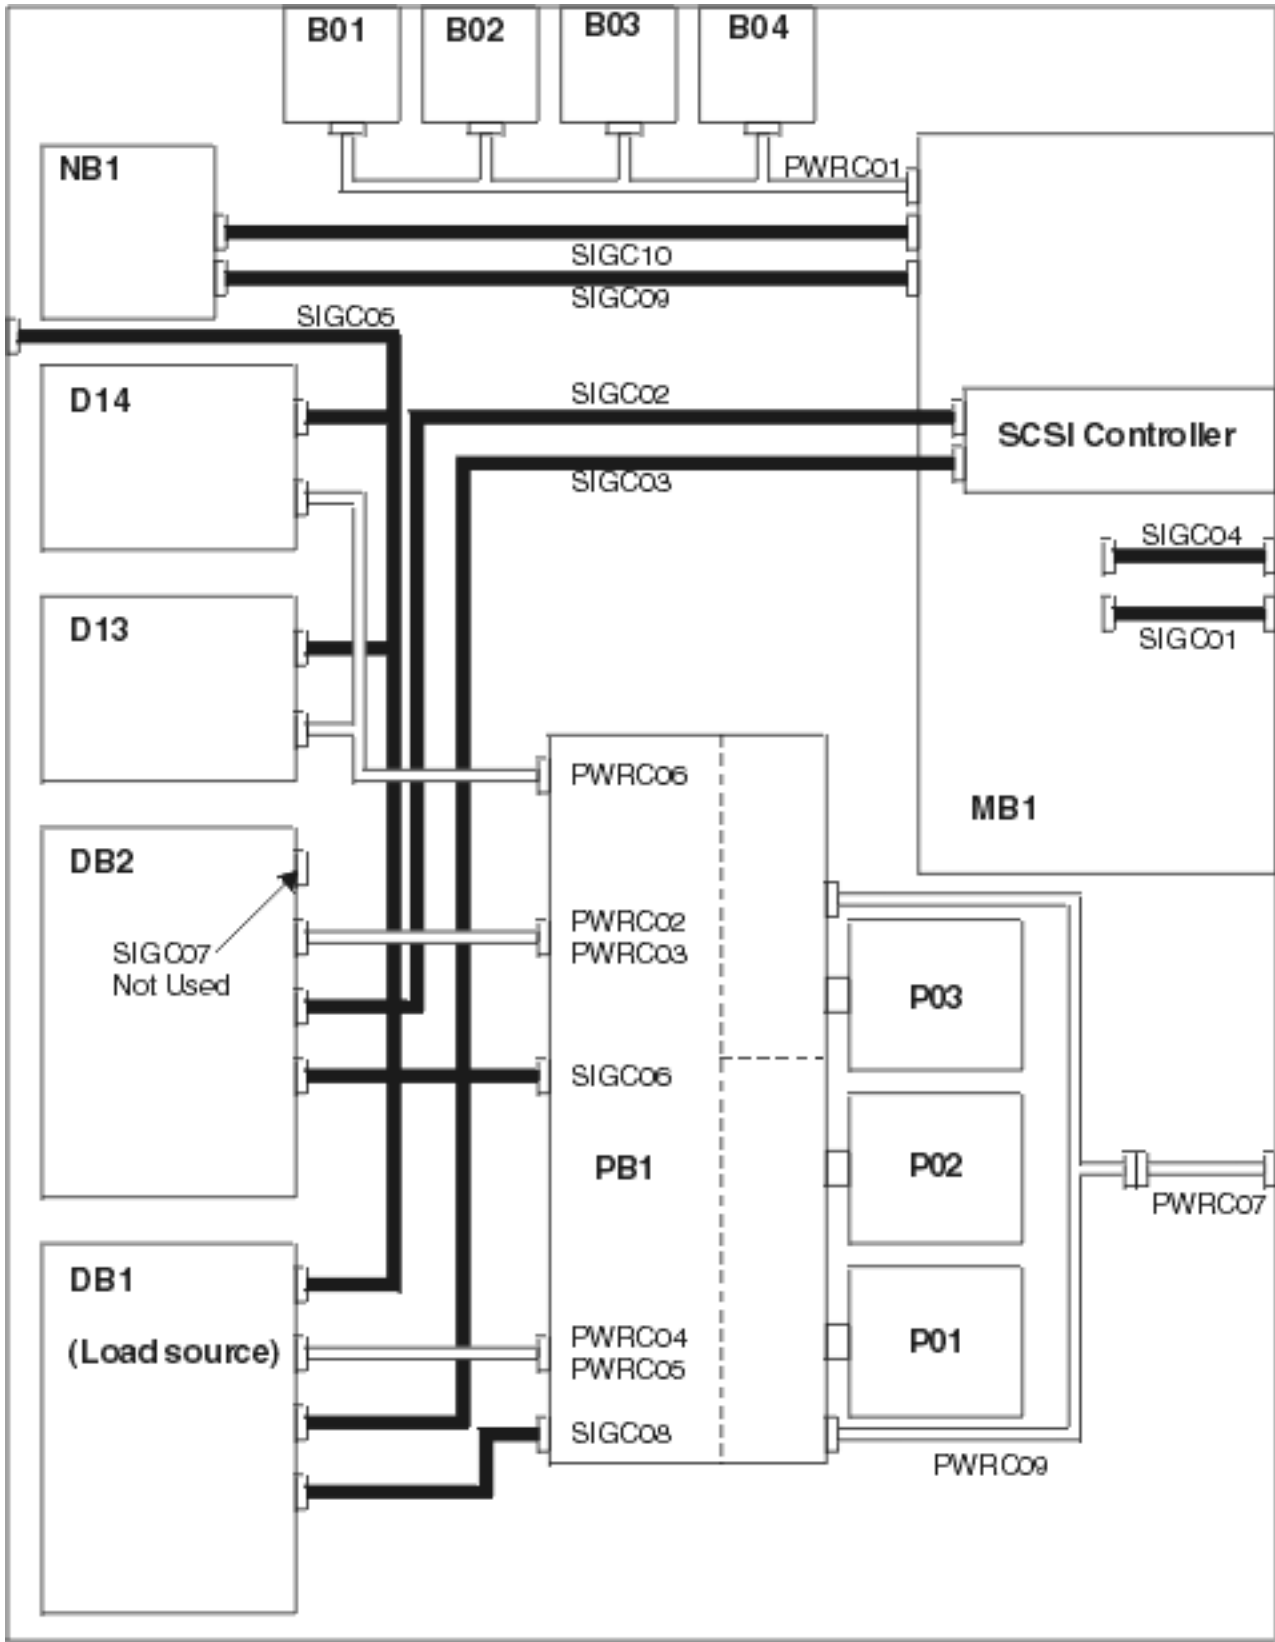 B01
B02
B03
B04
NB1
PWRC01
SIGC10
SIGC09
SIGC05
D14
SIGC02
SCSI Controller
SIGC03
SIGC04
SIGC01
D13
PWRC06
MB1
DB2
PWRC02
PWRC03
SIGC07
Not Used
P03
SIGC06
PB1
P02
PWRC07
DB1
(Load source)
PWRC04
PWRC05
P01
SIGC08
PWRC09